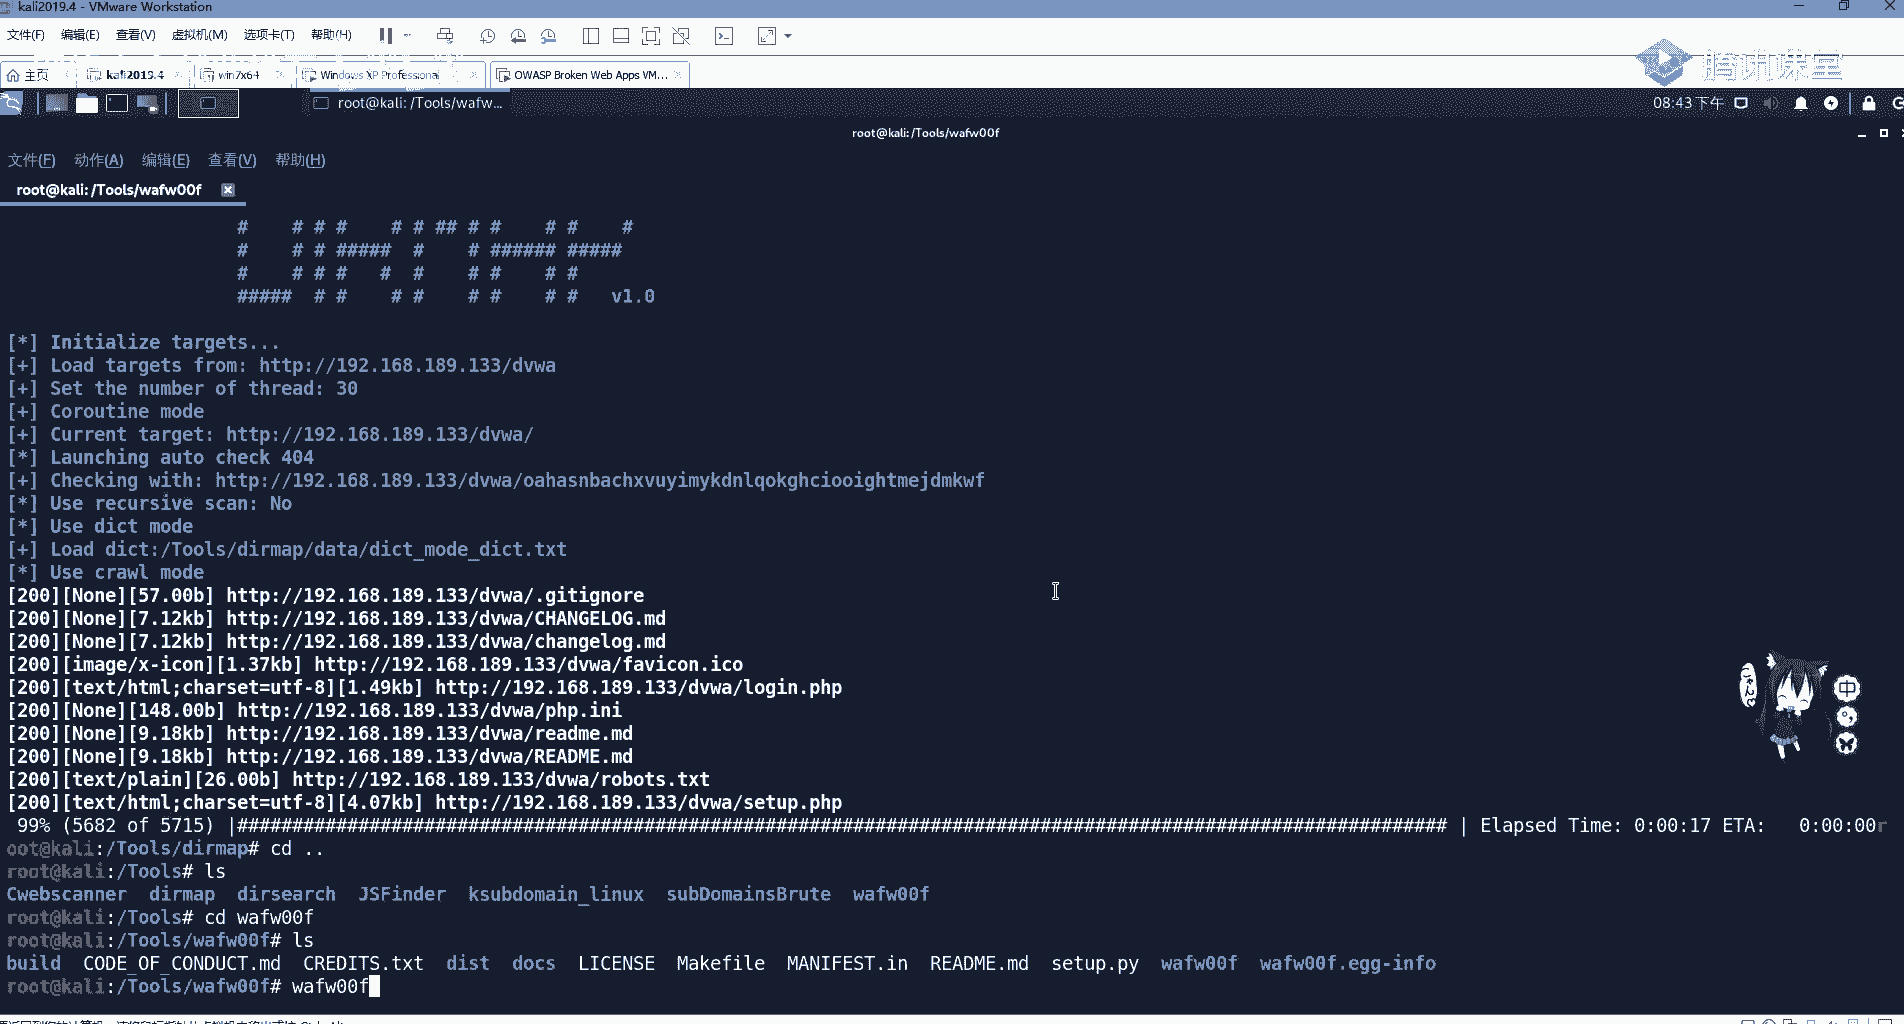 kali2019.4 - VMware Workstation
文件(F) 编辑(E) 查看(V) 虚拟机(M) 选项卡(T) 帮助(H)
主页 kali2019.4 win7x64 Windows XP Professional OWASP Broken Web Apps VM...
腾讯课堂
root@kali: /Tools/wafw... 08:43 下午
root@kali:/Tools/wafw00f
文件(F) 动作(A) 编辑(E) 查看(V) 帮助(H)
root@kali: /Tools/wafw00f
# # # # # # ## # # # # #
# # # ##### # # ###### #####
# # # # # # # # # #
##### # # # # # # # # v1.0
[*] Initialize targets...
[+] Load targets from: http://192.168.189.133/dvwa
[+] Set the number of thread: 30
[+] Coroutine mode
[+] Current target: http://192.168.189.133/dvwa/
[*] Launching auto check 404
[+] Checking with: http://192.168.189.133/dvwa/oahasnbachxvuyimykdnlqokghciooightmejdmkwf
[*] Use recursive scan: No
[*] Use dict mode
[+] Load dict:/Tools/dirmap/data/dict_mode_dict.txt
[*] Use crawl mode
[200][None][57.00b] http://192.168.189.133/dvwa/.gitignore
[200][None][7.12kb] http://192.168.189.133/dvwa/CHANGELOG.md
[200][None][7.12kb] http://192.168.189.133/dvwa/changelog.md
[200][image/x-icon][1.37kb] http://192.168.189.133/dvwa/favicon.ico
[200][text/html;charset=utf-8][1.49kb] http://192.168.189.133/dvwa/login.php
[200][None][148.00b] http://192.168.189.133/dvwa/php.ini
[200][None][9.18kb] http://192.168.189.133/dvwa/readme.md
[200][None][9.18kb] http://192.168.189.133/dvwa/README.md
[200][text/plain][26.00b] http://192.168.189.133/dvwa/robots.txt
[200][text/html;charset=utf-8][4.07kb] http://192.168.189.133/dvwa/setup.php
99% (5682 of 5715) |##############################################################################################################| Elapsed Time: 0:00:17 ETA: 0:00:00r
oot@kali:/Tools/dirmap# cd ..
root@kali:/Tools# ls
Cwebscanner dirmap dirsearch JSFinder ksubdomain_linux subDomainsBrute wafw00f
root@kali:/Tools# cd wafw00f
root@kali:/Tools/wafw00f# ls
build CODE_OF_CONDUCT.md CREDITS.txt dist docs LICENSE Makefile MANIFEST.in README.md setup.py wafw00f wafw00f.egg-info
root@kali:/Tools/wafw00f# wafw00f
中